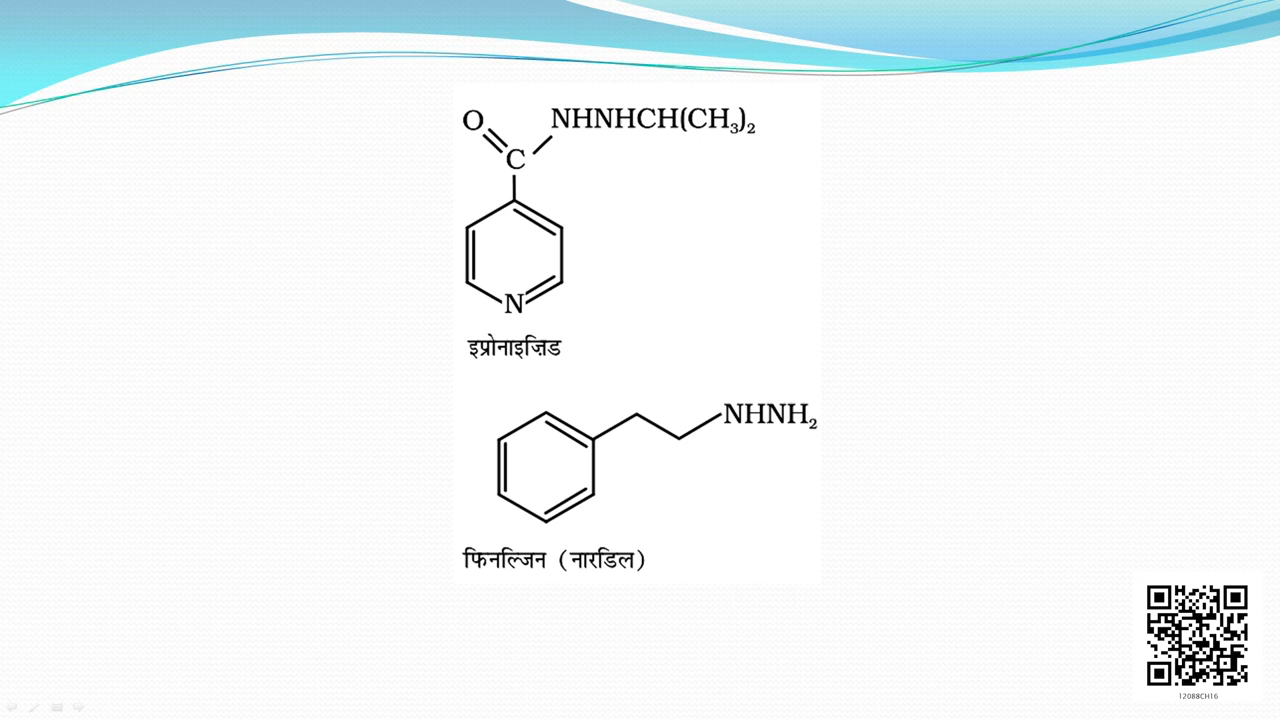 O
NHNHCH(CH₃)₂
C
N
इप्रोनाइज़िड
NHNH₂
फिनल्जिन (नारडिल)
12088CH16